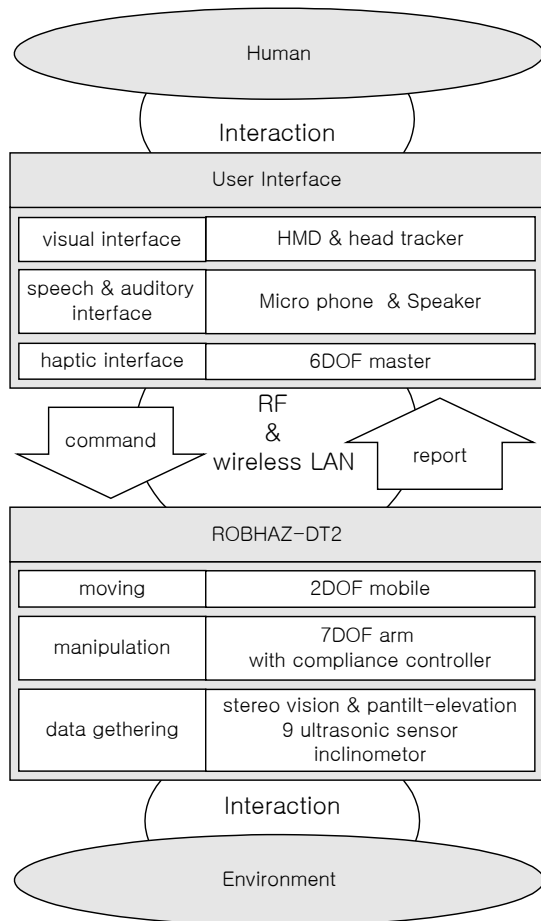 Human
Interaction
User Interface
visual interface
HMD & head tracker
speech & auditory
interface
Micro phone & Speaker
haptic interface
6DOF master
RF
&
wireless LAN
command
report
ROBHAZ-DT2
moving
2DOF mobile
manipulation
7DOF arm
with compliance controller
data gethering
stereo vision & pantilt-elevation
9 ultrasonic sensor
inclinometor
Interaction
Environment